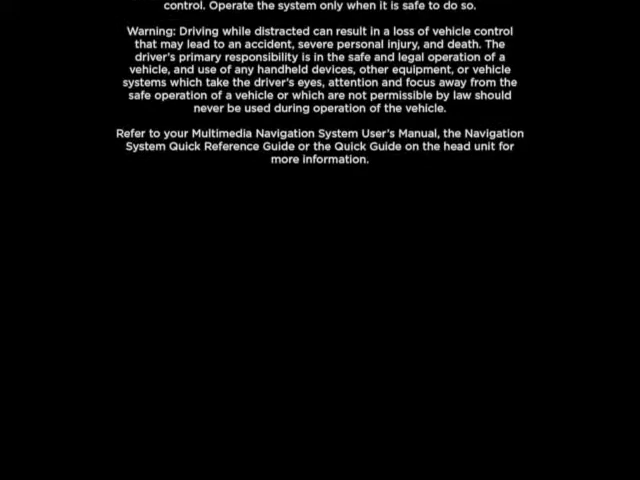 control. Operate the system only when it is safe to do so.
Warning: Driving while distracted can result in a loss of vehicle control
that may lead to an accident, severe personal injury, and death. The
driver's primary responsibility is in the safe and legal operation of a
vehicle, and use of any handheld devices, other equipment, or vehicle
systems which take the driver's eyes, attention and focus away from the
safe operation of a vehicle or which are not permissible by law should
never be used during operation of the vehicle.
Refer to your Multimedia Navigation System User's Manual, the Navigation
System Quick Reference Guide or the Quick Guide on the head unit for
more information.